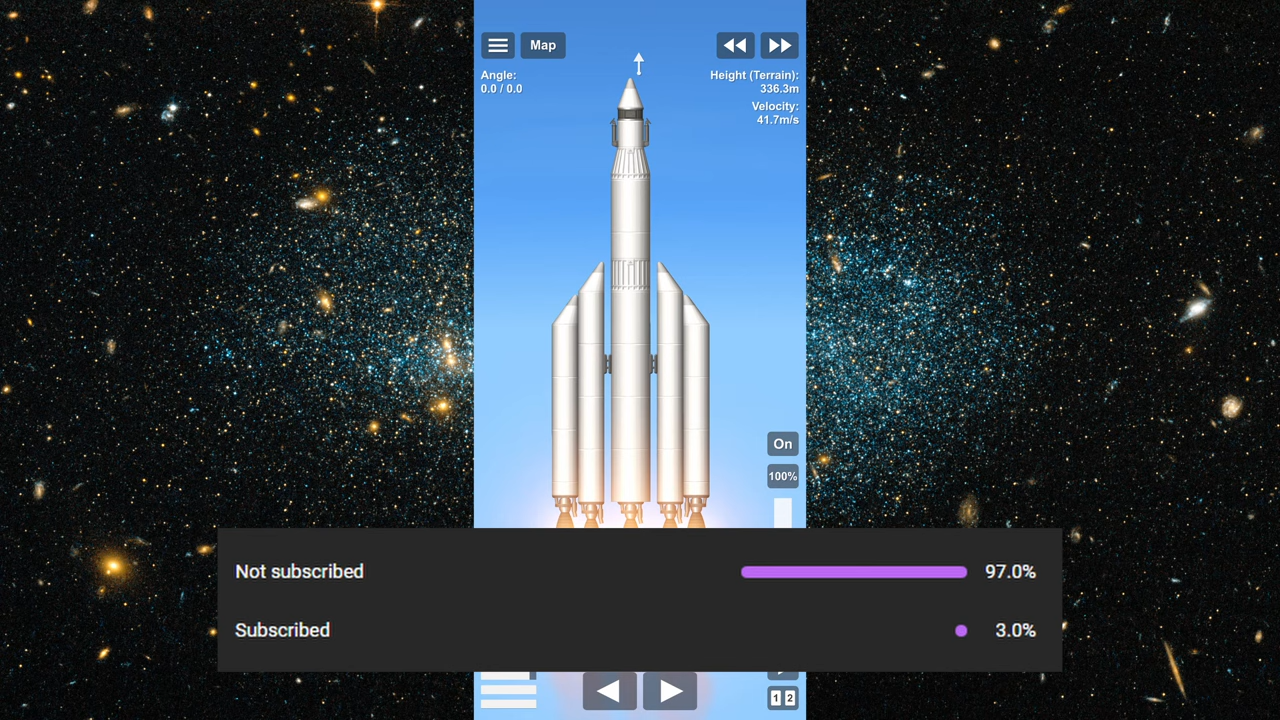 Map
Angle:
0.0 / 0.0
Height (Terrain):
336.3m
Velocity:
41.7m/s
On
100%
Not subscribed 97.0%
Subscribed 3.0%
1 2